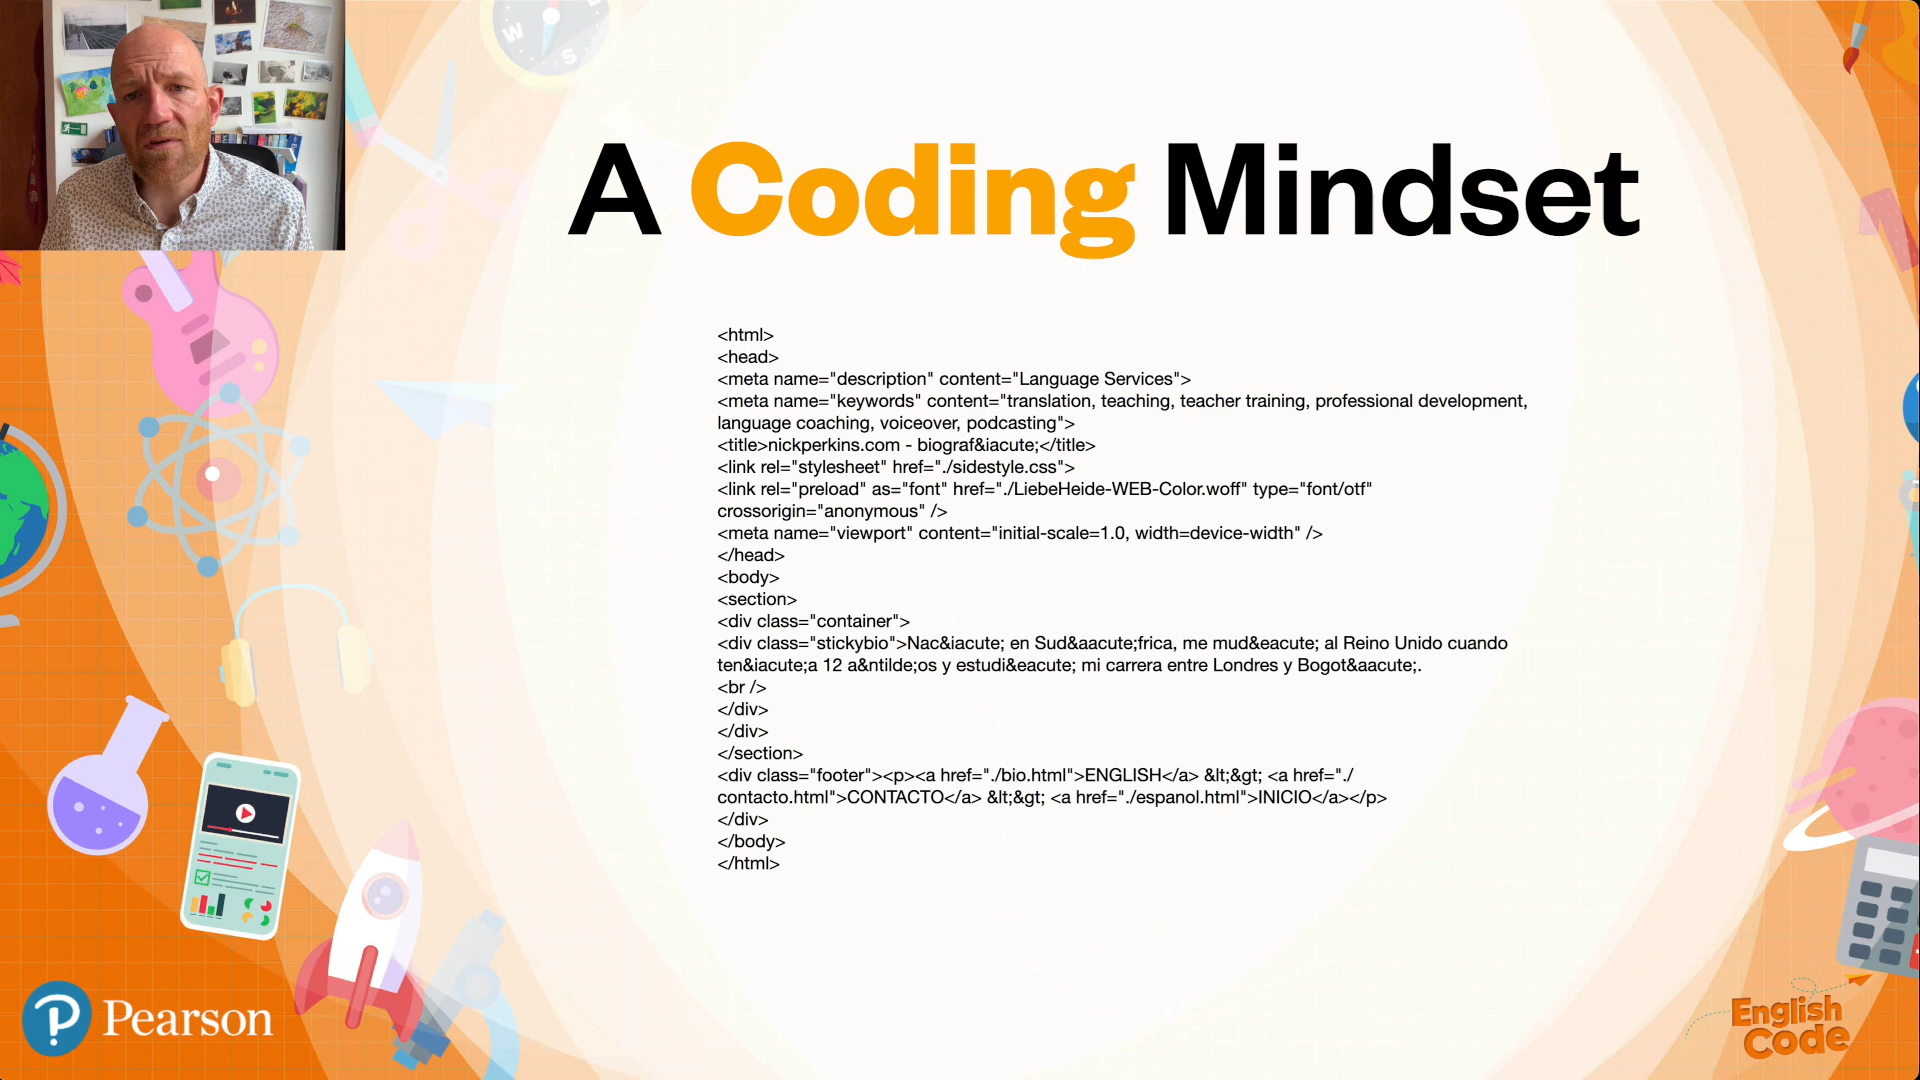 W
S
A Coding Mindset
<html>
<head>
<meta name="description" content="Language Services">
<meta name="keywords" content="translation, teaching, teacher training, professional development,
language coaching, voiceover, podcasting">
<title>nickperkins.com - biograf&iacute;</title>
<link rel="stylesheet" href="./sidestyle.css">
<link rel="preload" as="font" href="./LiebeHeide-WEB-Color.woff" type="font/otf"
crossorigin="anonymous" />
<meta name="viewport" content="initial-scale=1.0, width=device-width" />
</head>
<body>
<section>
<div class="container">
<div class="stickybio">Nac&iacute; en Sud&aacute;frica, me mud&eacute; al Reino Unido cuando
ten&iacute;a 12 a&ntilde;os y estudi&eacute; mi carrera entre Londres y Bogot&aacute;.
<br />
</div>
</div>
</section>
<div class="footer"><p><a href="./bio.html">ENGLISH</a> &lt;&gt; <a href="./
contacto.html">CONTACTO</a> &lt;&gt; <a href="./espanol.html">INICIO</a></p>
</div>
</body>
</html>
Pearson
English
Code